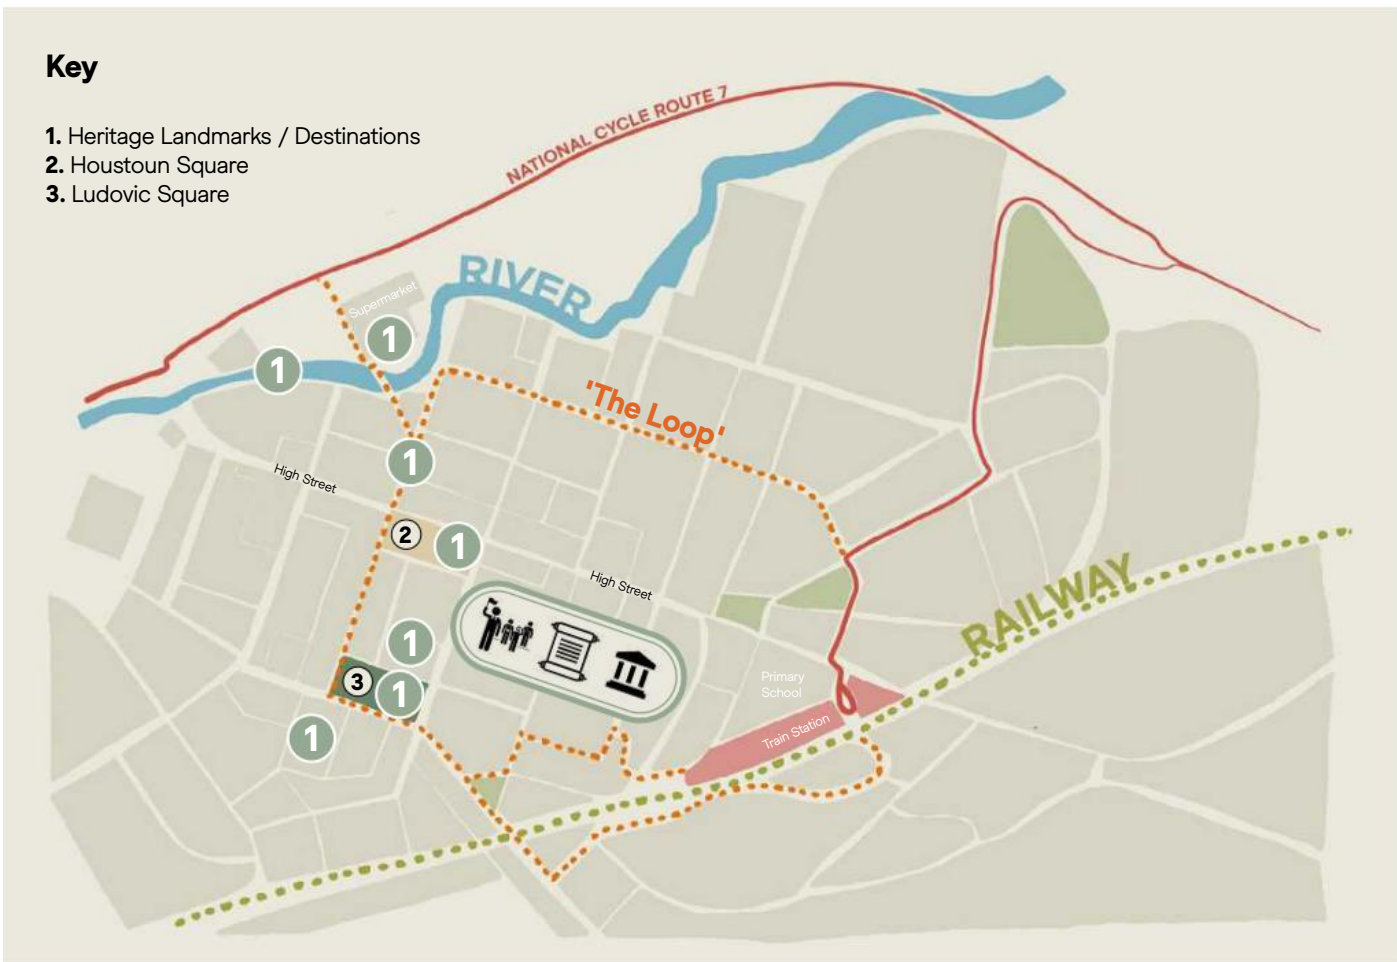 Key
1. Heritage Landmarks / Destinations
2. Houstoun Square
3. Ludovic Square
NATIONAL CYCLE ROUTE 7
RIVER
Supermarket
1
1
'The Loop'
1
High Street
2
1
High Street
RAILWAY
1
3
1
Primary
School
Train Station
1